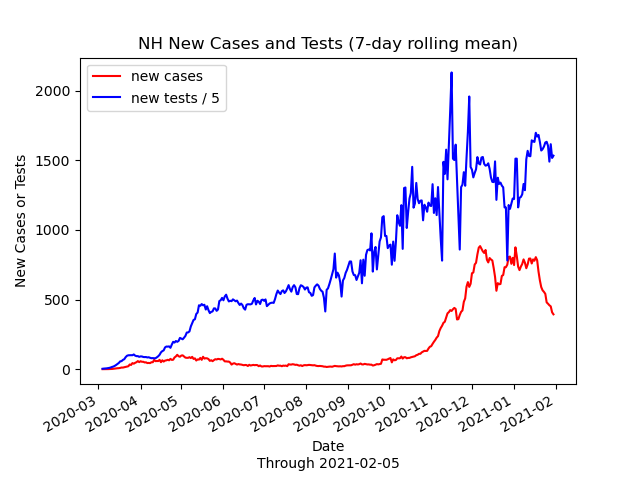 NH New Cases and Tests (7-day rolling mean)
new cases
new tests / 5
New Cases or Tests
2000
1500
1000
500
0
2020-03
2020-04
2020-05
2020-06
2020-07
2020-08
2020-09
2020-10
2020-11
2020-12
2021-01
2021-02
Date
Through 2021-02-05